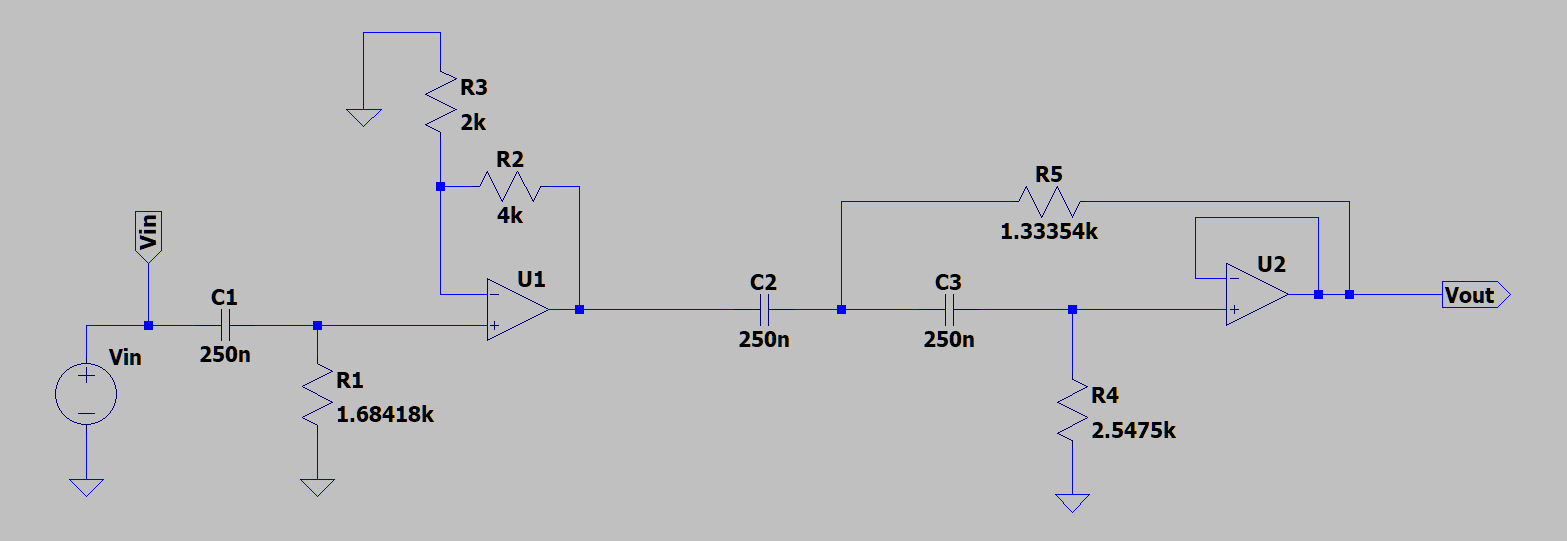 R3
2k
R2
4k
R5
1.33354k
Vin
U1
U2
C1
250n
C2
250n
C3
250n
Vout
Vin
R1
1.68418k
R4
2.5475k